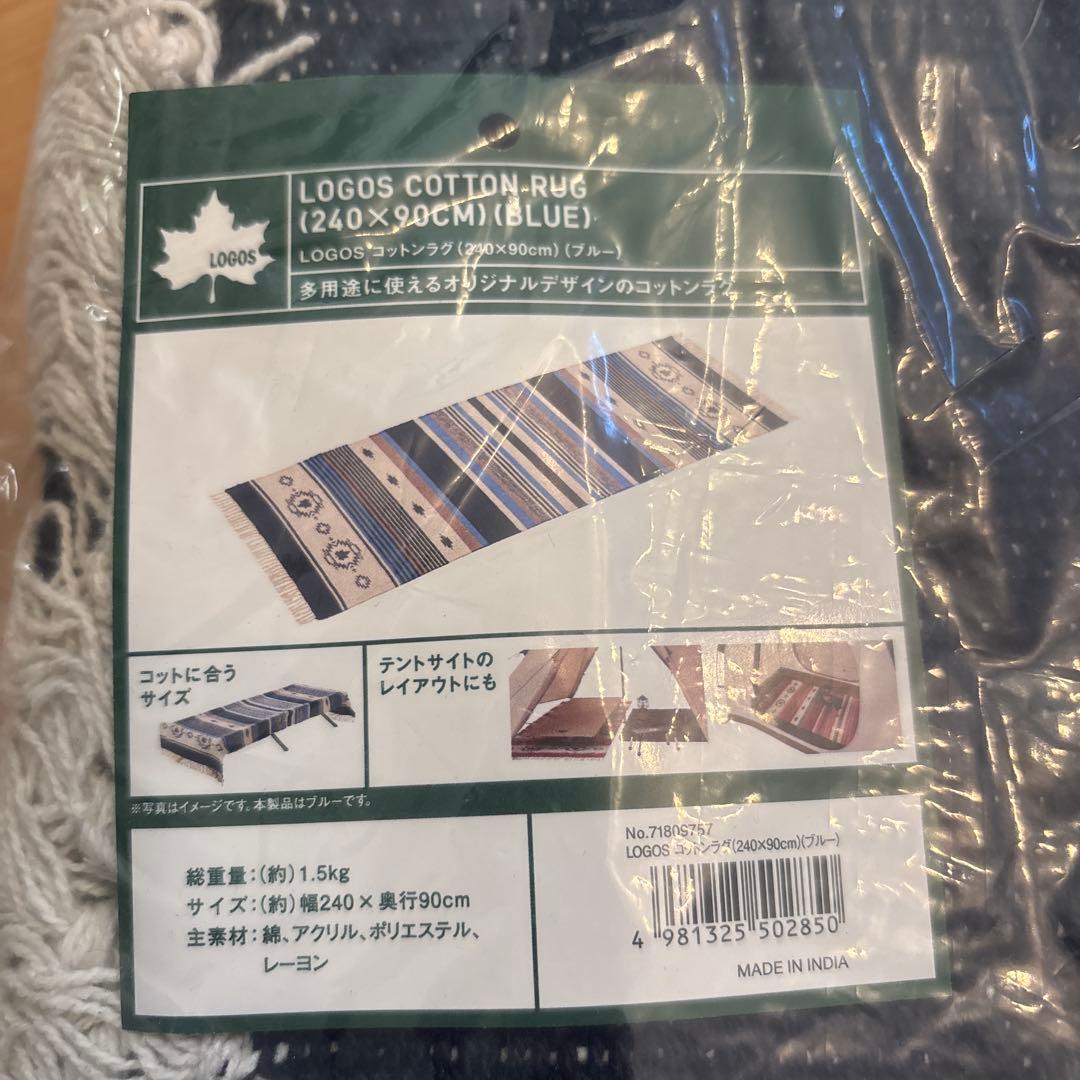 LOGOS
LOGOS COTTON RUG
(240×90CM)(BLUE)
LOGOS コットンラグ(240×90cm)(ブルー)
多用途に使えるオリジナルデザインのコットンラグ
コットに合う
サイズ
テントサイトの
レイアウトにも
※写真はイメージです。本製品はブルーです。
総重量:(約)1.5kg
サイズ:(約)幅240×奥行90cm
主素材:綿、アクリル、ポリエステル、
レーヨン
No.71809757
LOGOS コットンラグ(240×90cm)(ブルー)
4 981325 502850
MADE IN INDIA